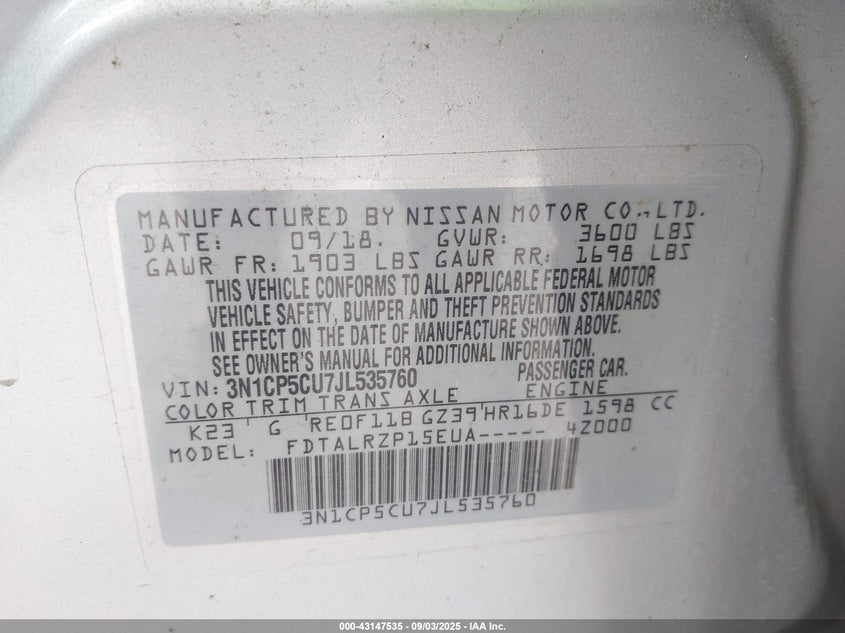 MANUFACTURED BY NISSAN MOTOR CO., LTD.
DATE: 09/18. GVWR: 3600 LBS
GAWR FR: 1903 LBS GAWR RR: 1698 LBS
THIS VEHICLE CONFORMS TO ALL APPLICABLE FEDERAL MOTOR
VEHICLE SAFETY, BUMPER AND THEFT PREVENTION STANDARDS
IN EFFECT ON THE DATE OF MANUFACTURE SHOWN ABOVE.
SEE OWNER'S MANUAL FOR ADDITIONAL INFORMATION.
VIN: 3N1CP5CU7JL535760 PASSENGER CAR.
COLOR TRIM TRANS AXLE ENGINE
K23 G RE0F11B GZ39 HR16DE 1598 CC
MODEL: FDTALRZP15EUA----- 4Z000
3N1CP5CU7JL535760
000-43147535 - 09/03/2025 - IAA Inc.